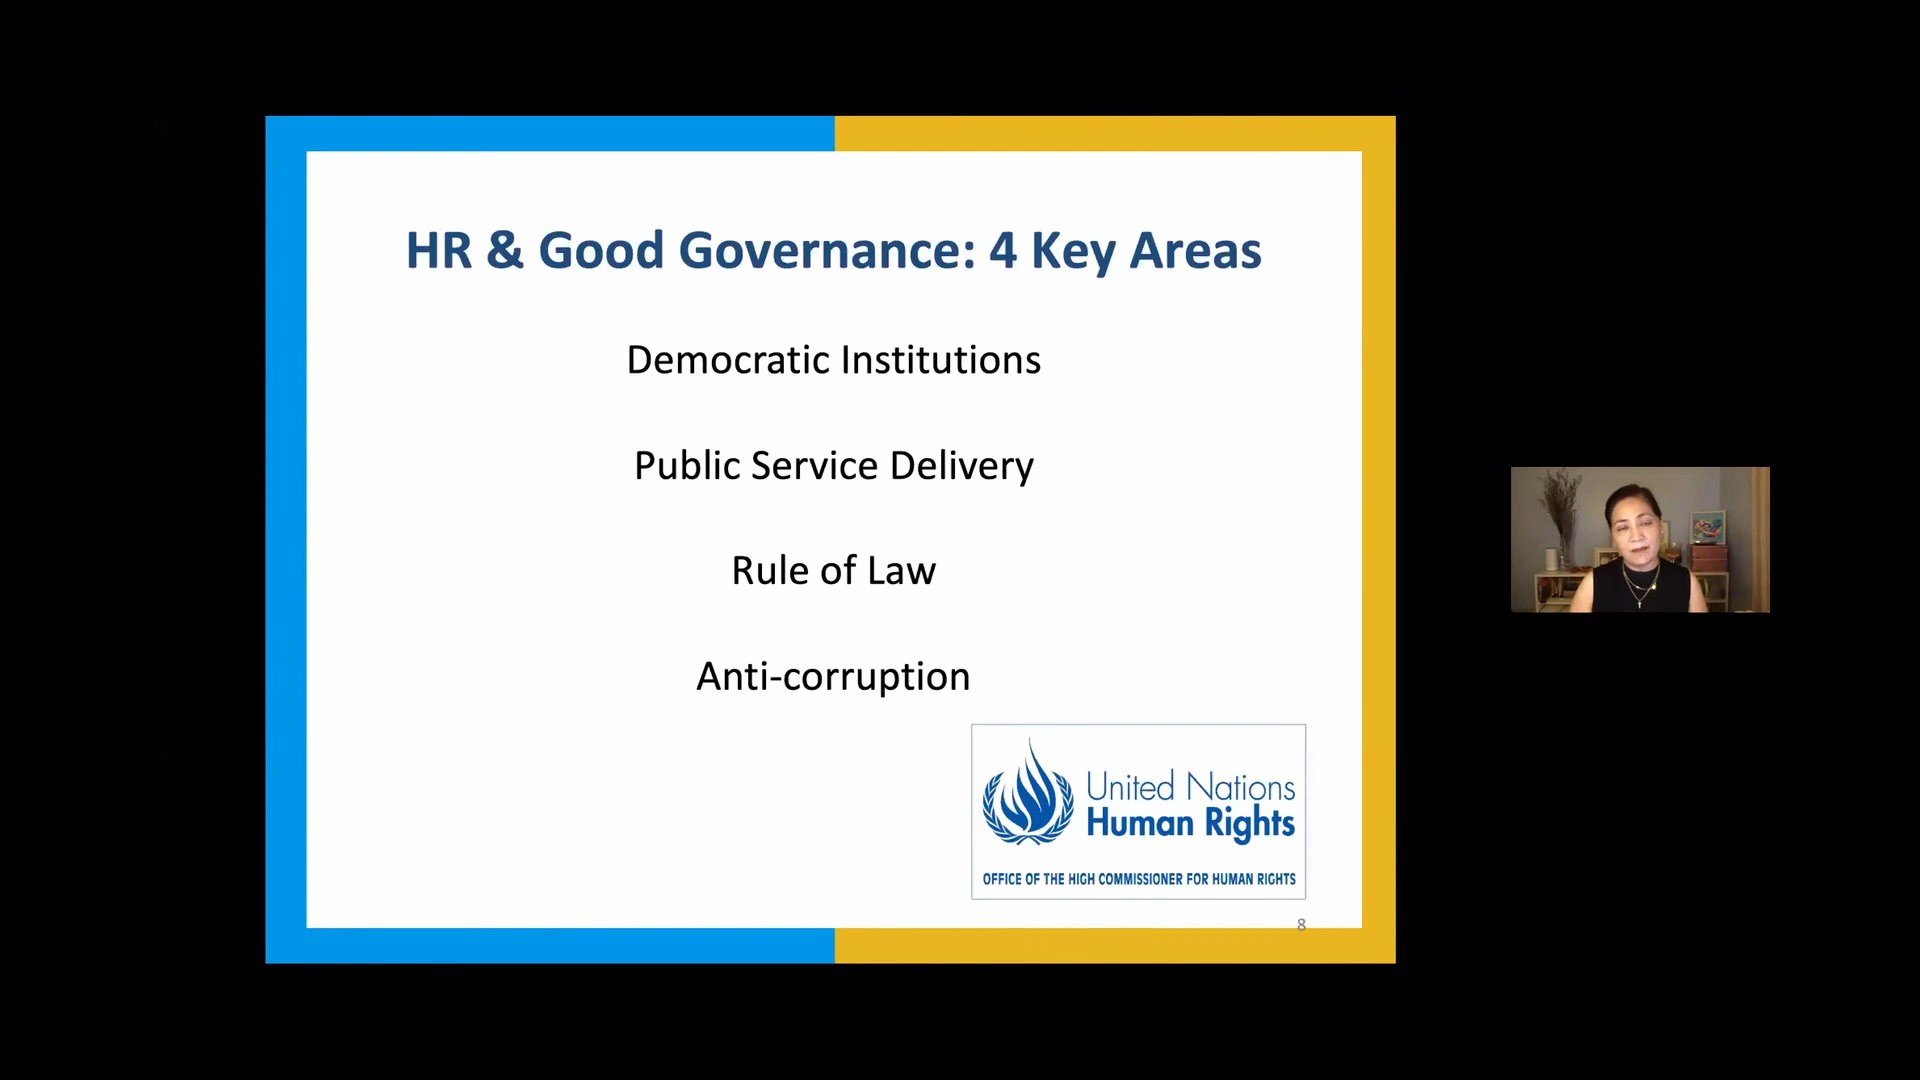 HR & Good Governance: 4 Key Areas
Democratic Institutions
Public Service Delivery
Rule of Law
Anti-corruption
United Nations
Human Rights
OFFICE OF THE HIGH COMMISSIONER FOR HUMAN RIGHTS
8